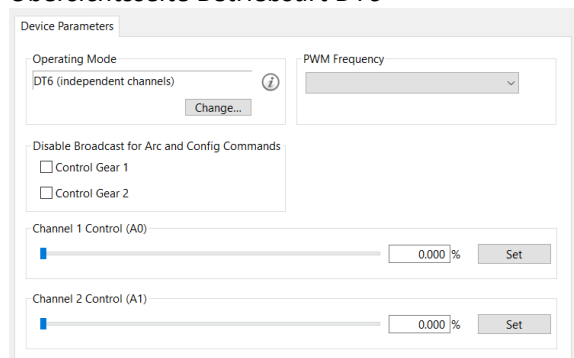 Übersichtsseite Betriebsart DT6
Device Parameters
Operating Mode
DT6 (independent channels)
Change...
PWM Frequency
Disable Broadcast for Arc and Config Commands
Control Gear 1
Control Gear 2
Channel 1 Control (A0)
0.000 %
Set
Channel 2 Control (A1)
0.000 %
Set